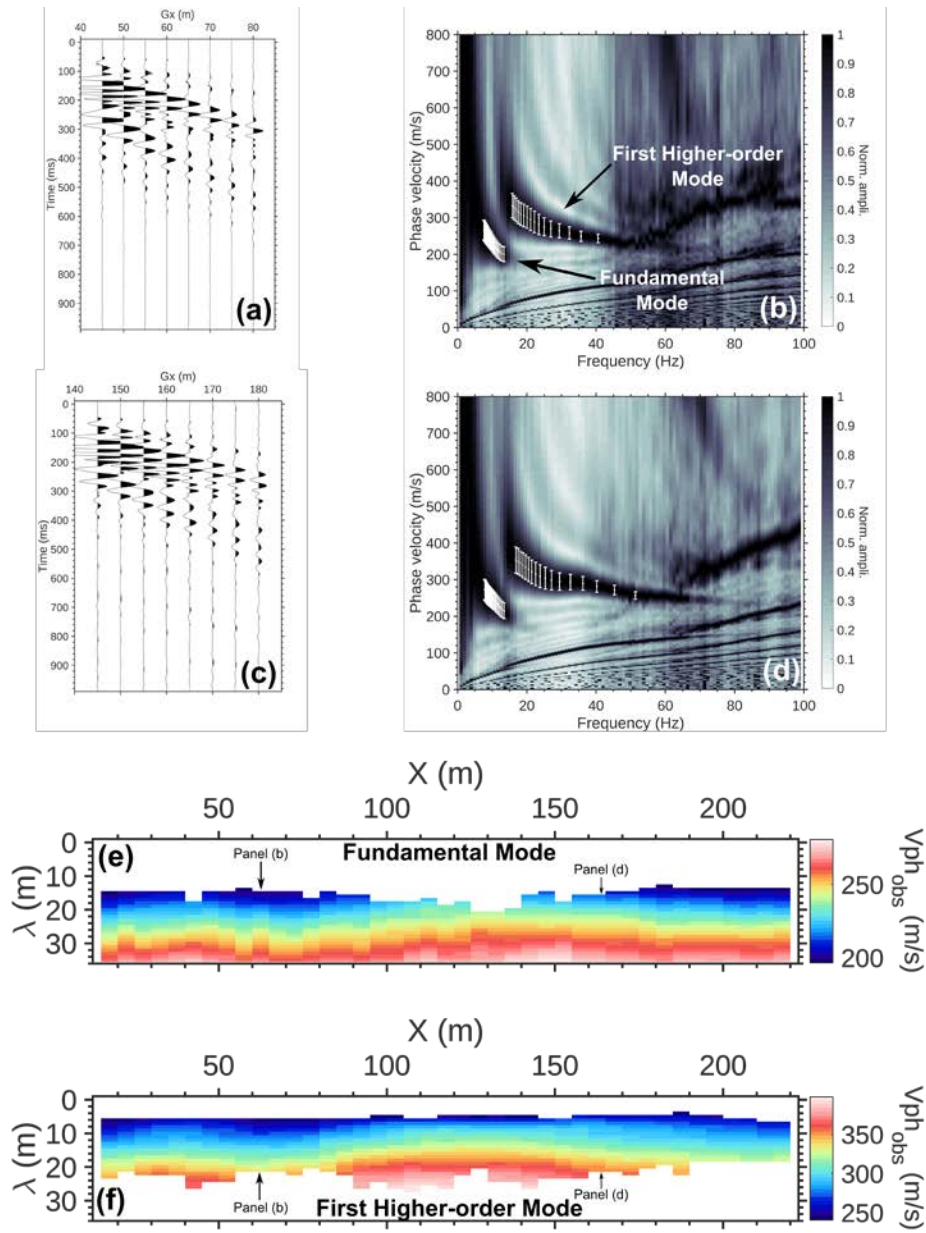 Gx (m)
40 50 60 70 80
0
100
200
300
400
500
600
700
800
900
Time (ms)
(a)
800
700
600
500
400
300
200
100
0
Phase velocity (m/s)
First Higher-order
Mode
Fundamental
Mode
(b)
0 20 40 60 80 100
Frequency (Hz)
1
0.9
0.8
0.7
0.6
0.5
0.4
0.3
0.2
0.1
0
Norm. ampli.
Gx (m)
140 150 160 170 180
0
100
200
300
400
500
600
700
800
900
Time (ms)
(c)
800
700
600
500
400
300
200
100
0
Phase velocity (m/s)
(d)
0 20 40 60 80 100
Frequency (Hz)
1
0.9
0.8
0.7
0.6
0.5
0.4
0.3
0.2
0.1
0
Norm. ampli.
X (m)
50 100 150 200
0
10
20
30
λ (m)
(e)
Panel (b)
Fundamental Mode
Panel (d)
250
200
Vph obs (m/s)
X (m)
50 100 150 200
0
10
20
30
λ (m)
(f)
Panel (b)
First Higher-order Mode
Panel (d)
350
300
250
Vph obs (m/s)